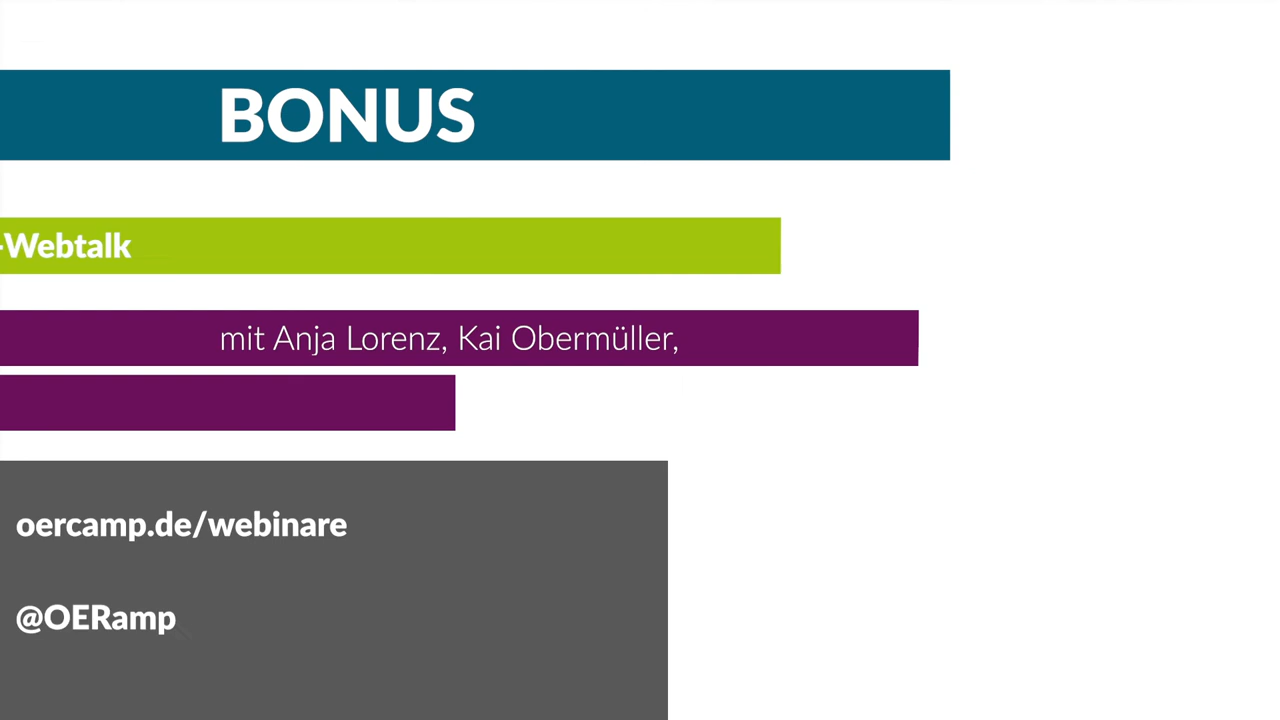 BONUS
-Webtalk
mit Anja Lorenz, Kai Obermüller,
oercamp.de/webinare
@OERamp